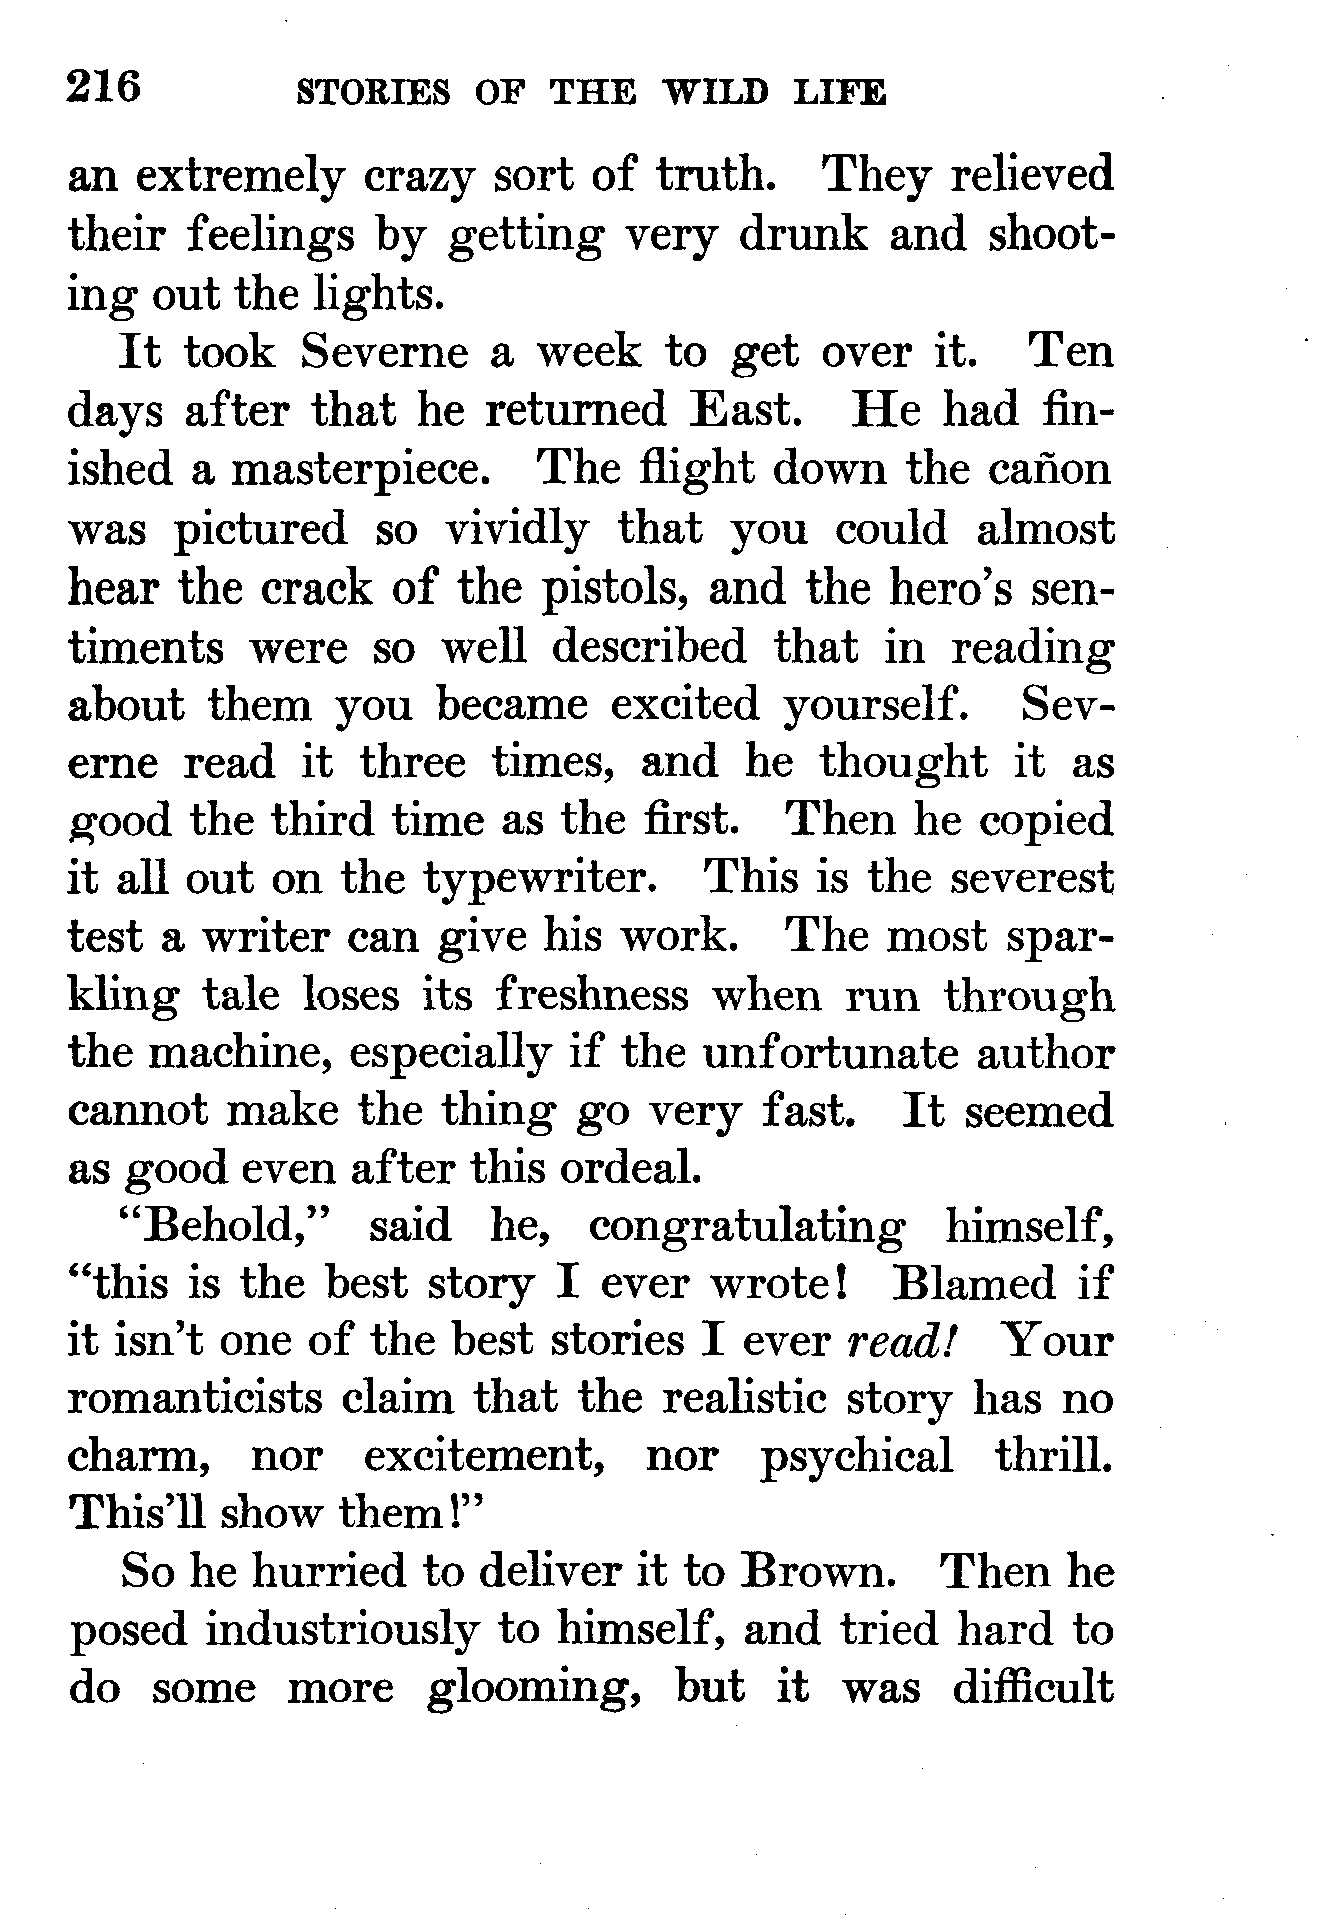 216 STORIES OF THE WILD LIFE
an extremely crazy sort of truth. They relieved
their feelings by getting very drunk and shoot-
ing out the lights.
It took Severne a week to get over it. Ten
days after that he returned East. He had fin-
ished a masterpiece. The flight down the cañon
was pictured so vividly that you could almost
hear the crack of the pistols, and the hero's sen-
timents were so well described that in reading
about them you became excited yourself. Sev-
erne read it three times, and he thought it as
good the third time as the first. Then he copied
it all out on the typewriter. This is the severest
test a writer can give his work. The most spar-
kling tale loses its freshness when run through
the machine, especially if the unfortunate author
cannot make the thing go very fast. It seemed
as good even after this ordeal.
“Behold,” said he, congratulating himself,
“this is the best story I ever wrote! Blamed if
it isn't one of the best stories I ever read! Your
romanticists claim that the realistic story has no
charm, nor excitement, nor psychical thrill.
This'll show them!”
So he hurried to deliver it to Brown. Then he
posed industriously to himself, and tried hard to
do some more glooming, but it was difficult